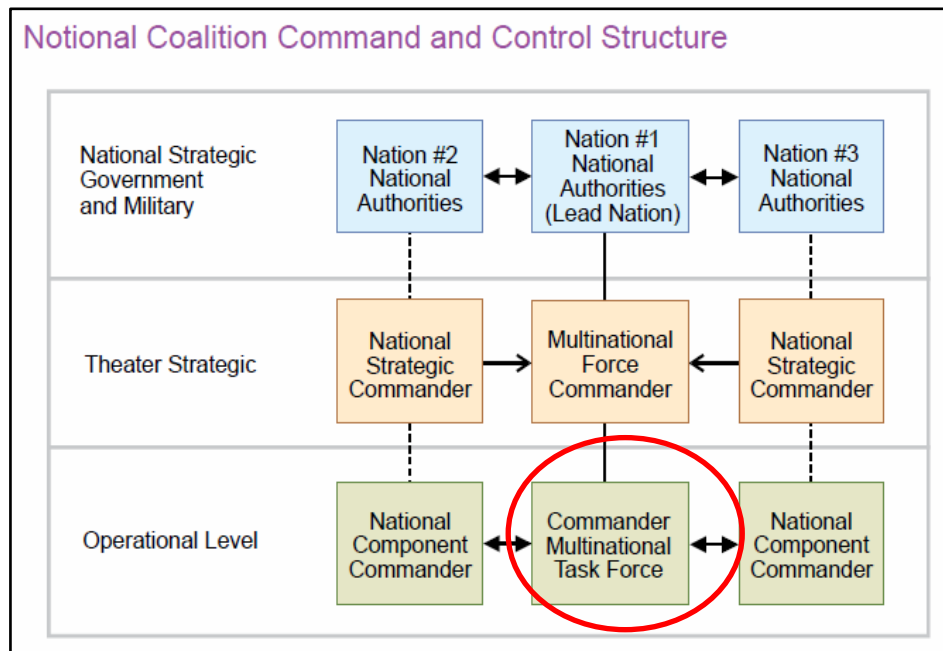 Notional Coalition Command and Control Structure
National Strategic
Government
and Military
Nation #2
National
Authorities
Nation #1
National
Authorities
(Lead Nation)
Nation #3
National
Authorities
Theater Strategic
National
Strategic
Commander
Multinational
Force
Commander
National
Strategic
Commander
Operational Level
National
Component
Commander
Commander
Multinational
Task Force
National
Component
Commander